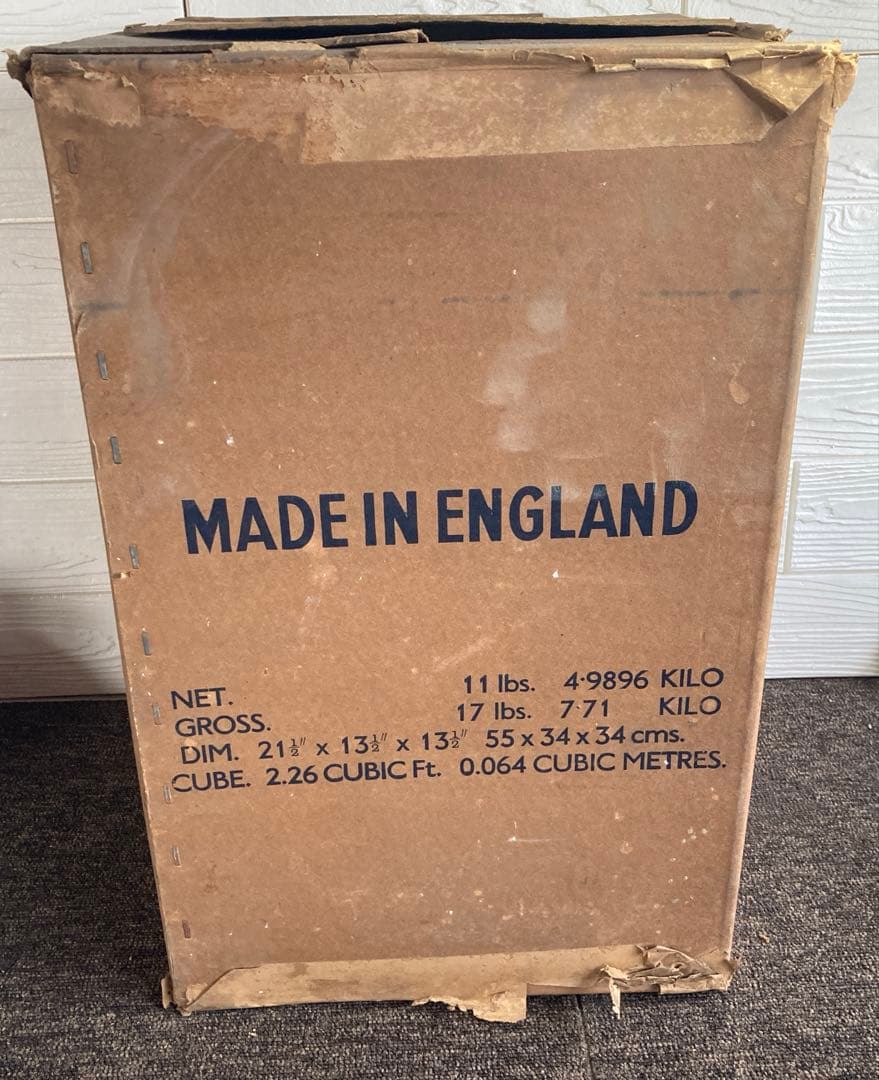 MADE IN ENGLAND
NET. 11 lbs. 4·9896 KILO
GROSS. 17 lbs. 7·71 KILO
DIM. 21½" x 13½" x 13½" 55 x 34 x 34 cms.
CUBE. 2.26 CUBIC Ft. 0.064 CUBIC METRES.